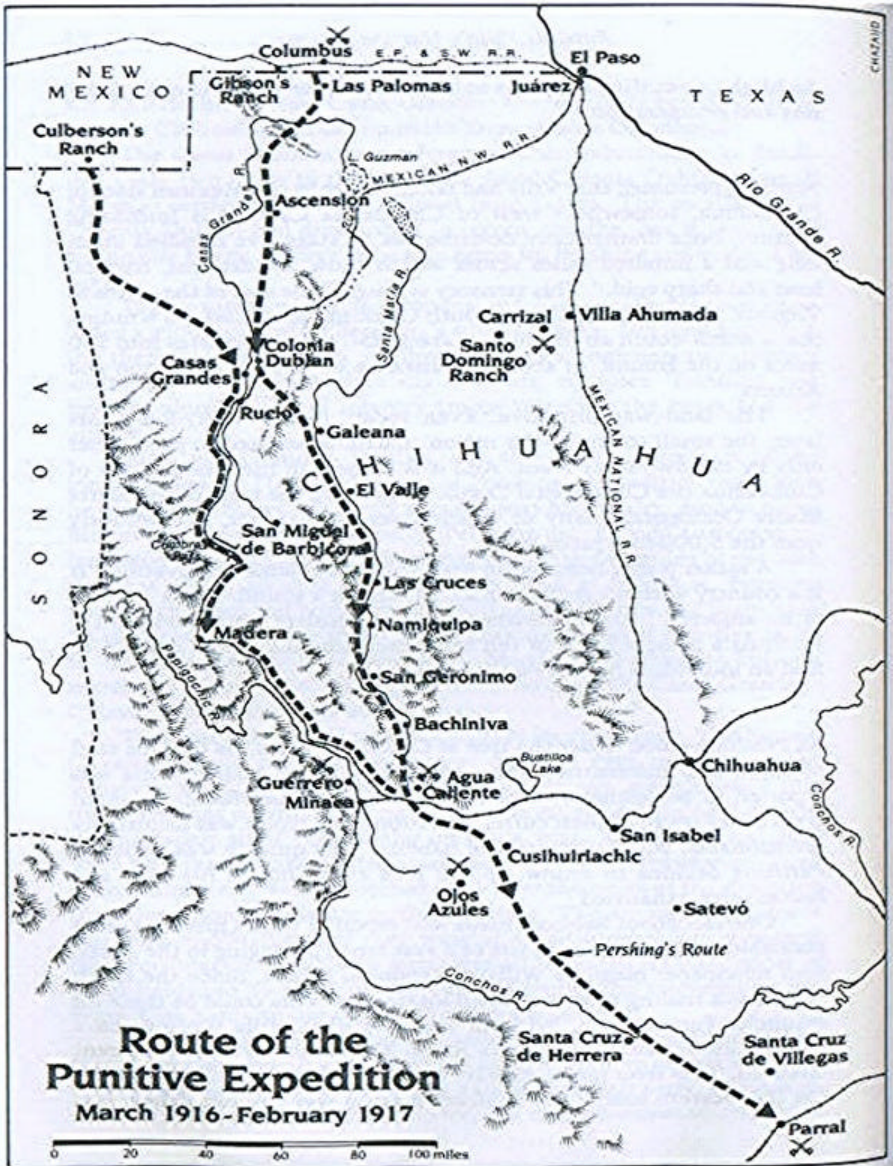 CHAZAUD
Columbus
E.P. & S.W. R.R.
El Paso
NEW
MEXICO
Gibson's
Ranch
Las Palomas
Juárez
TEXAS
Culberson's
Ranch
L. Guzman
MEXICAN N.W. R.R.
Rio Grande R.
Ascension
Casas Grandes R.
Santa Maria R.
Carrizal
Villa Ahumada
Santo
Domingo
Ranch
Colonia
Dublan
Casas
Grandes
Rucio
Galeana
MEXICAN NATIONAL R.R.
SONORA
CHIHUAHUA
El Valle
San Miguel
de Barbicora
Las Cruces
Madera
Namiquipa
Papigochic R.
San Geronimo
Bachiniva
Bustillos
Lake
Chihuahua
Guerrero
Agua
Caliente
Minaca
Conchos R.
San Isabel
Cusihuiriachic
Ojos
Azules
Satevó
Pershing's Route
Conchos R.
Santa Cruz
de Herrera
Santa Cruz
de Villegas
Parral
Route of the
Punitive Expedition
March 1916-February 1917
0 20 40 60 80 100 miles